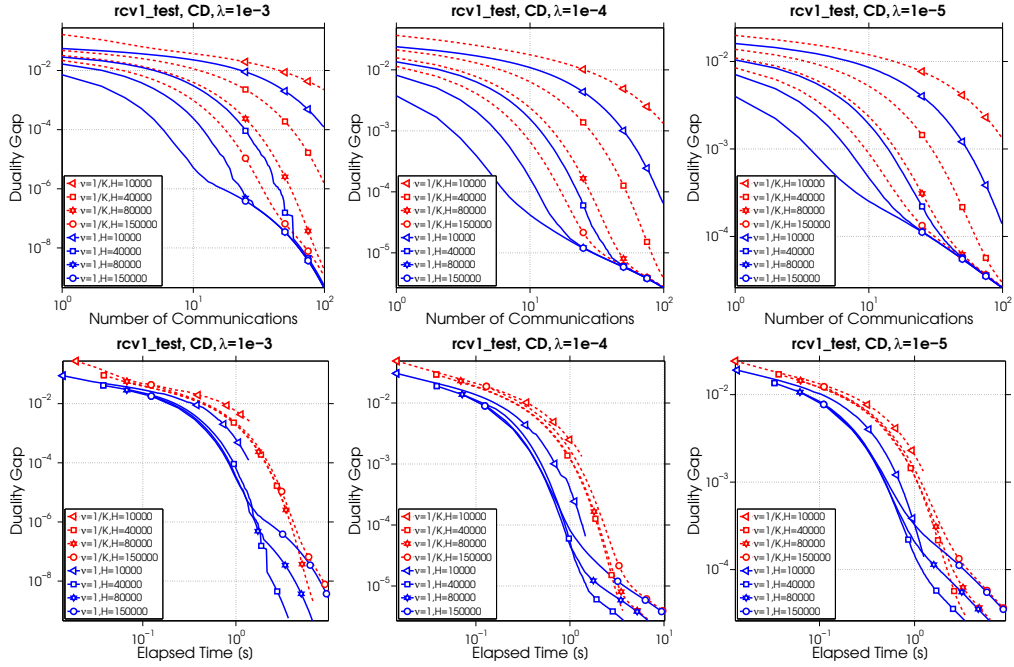 rcv1_test, CD, λ=1e-3
Duality Gap
10^-2
10^-4
10^-6
10^-8
ν=1/K,H=10000
ν=1/K,H=40000
ν=1/K,H=80000
ν=1/K,H=150000
ν=1,H=10000
ν=1,H=40000
ν=1,H=80000
ν=1,H=150000
10^0 10^1 10^2
Number of Communications
rcv1_test, CD, λ=1e-4
Duality Gap
10^-2
10^-3
10^-4
10^-5
ν=1/K,H=10000
ν=1/K,H=40000
ν=1/K,H=80000
ν=1/K,H=150000
ν=1,H=10000
ν=1,H=40000
ν=1,H=80000
ν=1,H=150000
10^0 10^1 10^2
Number of Communications
rcv1_test, CD, λ=1e-5
Duality Gap
10^-2
10^-3
10^-4
ν=1/K,H=10000
ν=1/K,H=40000
ν=1/K,H=80000
ν=1/K,H=150000
ν=1,H=10000
ν=1,H=40000
ν=1,H=80000
ν=1,H=150000
10^0 10^1 10^2
Number of Communications
rcv1_test, CD, λ=1e-3
Duality Gap
10^-2
10^-4
10^-6
10^-8
ν=1/K,H=10000
ν=1/K,H=40000
ν=1/K,H=80000
ν=1/K,H=150000
ν=1,H=10000
ν=1,H=40000
ν=1,H=80000
ν=1,H=150000
10^-1 10^0
Elapsed Time [s]
rcv1_test, CD, λ=1e-4
Duality Gap
10^-2
10^-3
10^-4
10^-5
ν=1/K,H=10000
ν=1/K,H=40000
ν=1/K,H=80000
ν=1/K,H=150000
ν=1,H=10000
ν=1,H=40000
ν=1,H=80000
ν=1,H=150000
10^-1 10^0 10^1
Elapsed Time [s]
rcv1_test, CD, λ=1e-5
Duality Gap
10^-2
10^-3
10^-4
ν=1/K,H=10000
ν=1/K,H=40000
ν=1/K,H=80000
ν=1/K,H=150000
ν=1,H=10000
ν=1,H=40000
ν=1,H=80000
ν=1,H=150000
10^-1 10^0
Elapsed Time [s]